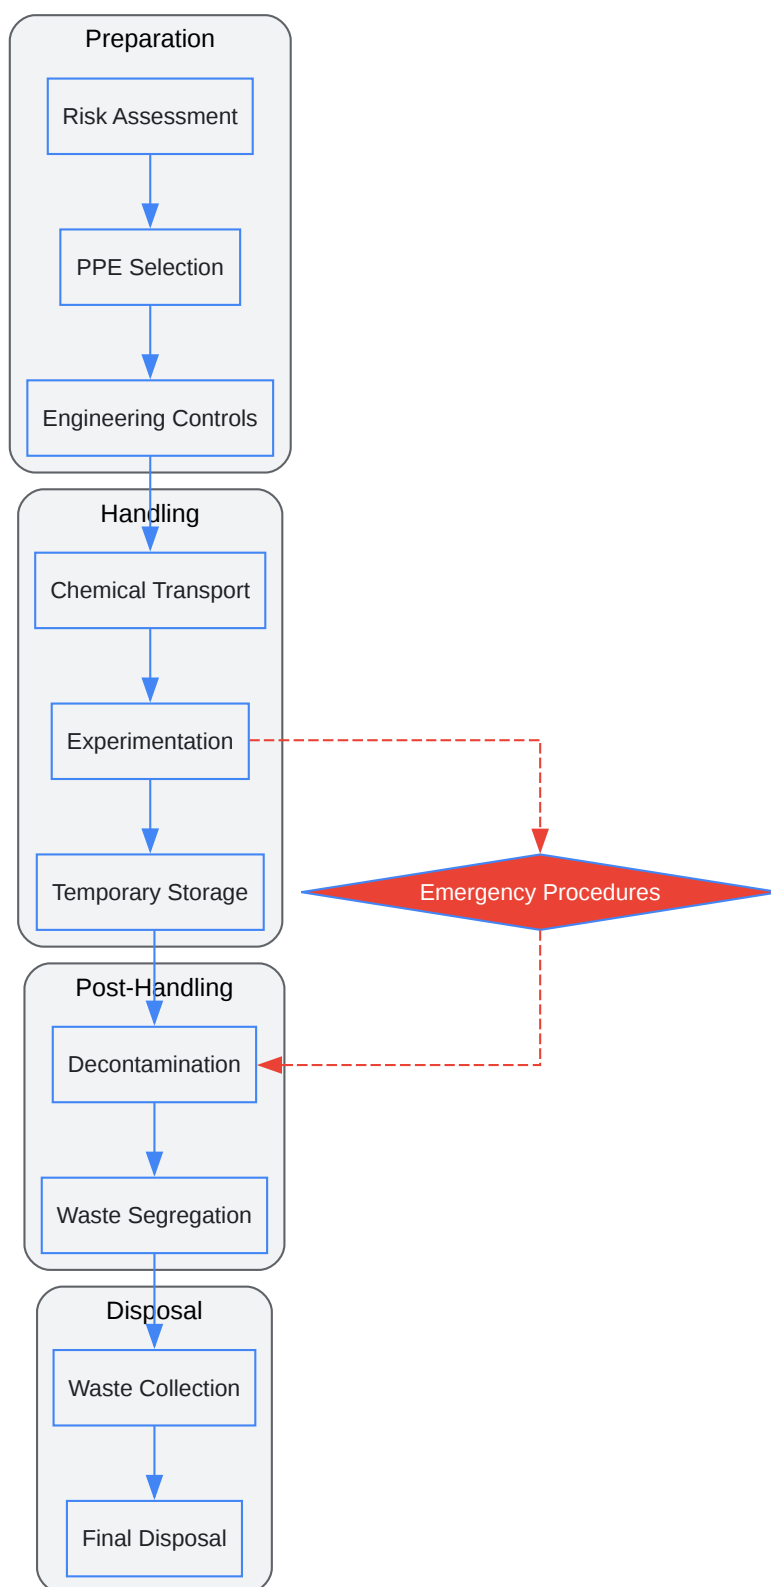 Preparation
Risk Assessment
PPE Selection
Engineering Controls
Handling
Chemical Transport
Experimentation
Temporary Storage
Emergency Procedures
Post-Handling
Decontamination
Waste Segregation
Disposal
Waste Collection
Final Disposal